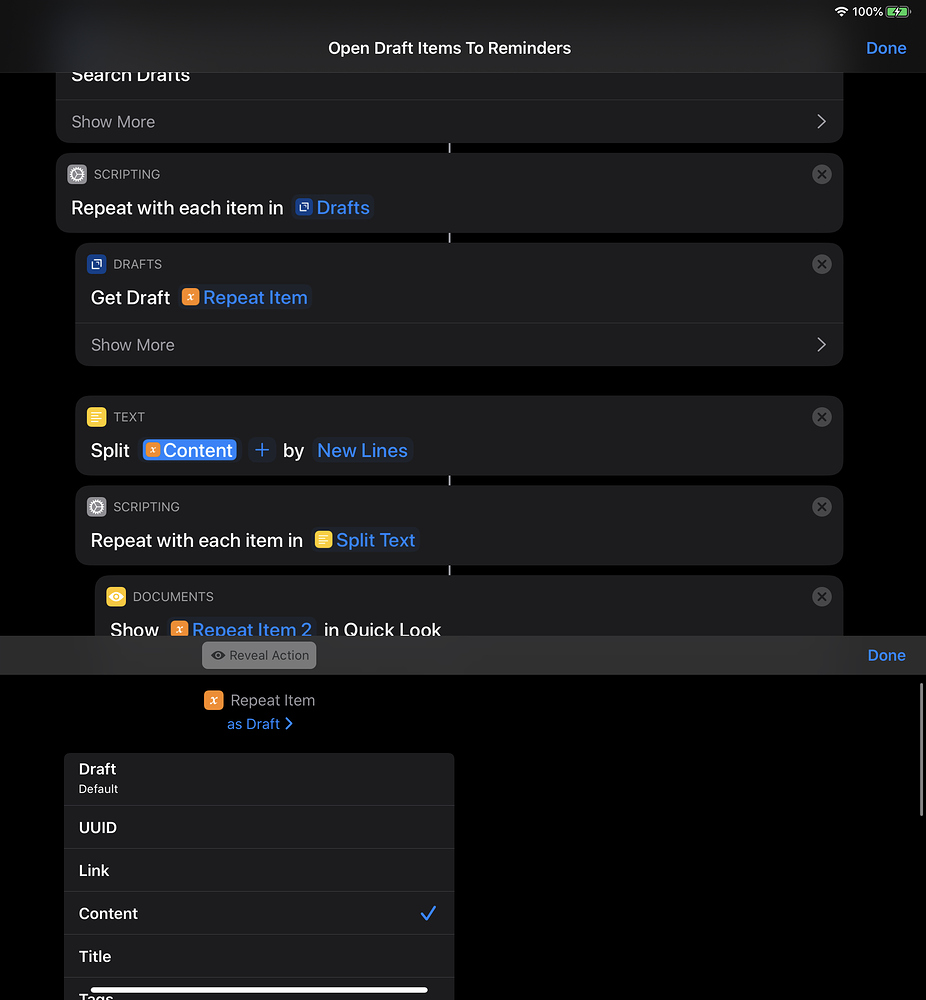 100%
Open Draft Items To Reminders
Done
Search Drafts
Show More
SCRIPTING
Repeat with each item in Drafts
DRAFTS
Get Draft Repeat Item
Show More
TEXT
Split Content + by New Lines
SCRIPTING
Repeat with each item in Split Text
DOCUMENTS
Show Repeat Item 2 in Quick Look
Reveal Action
Done
Repeat Item
as Draft
Draft
Default
UUID
Link
Content
Title
Tags